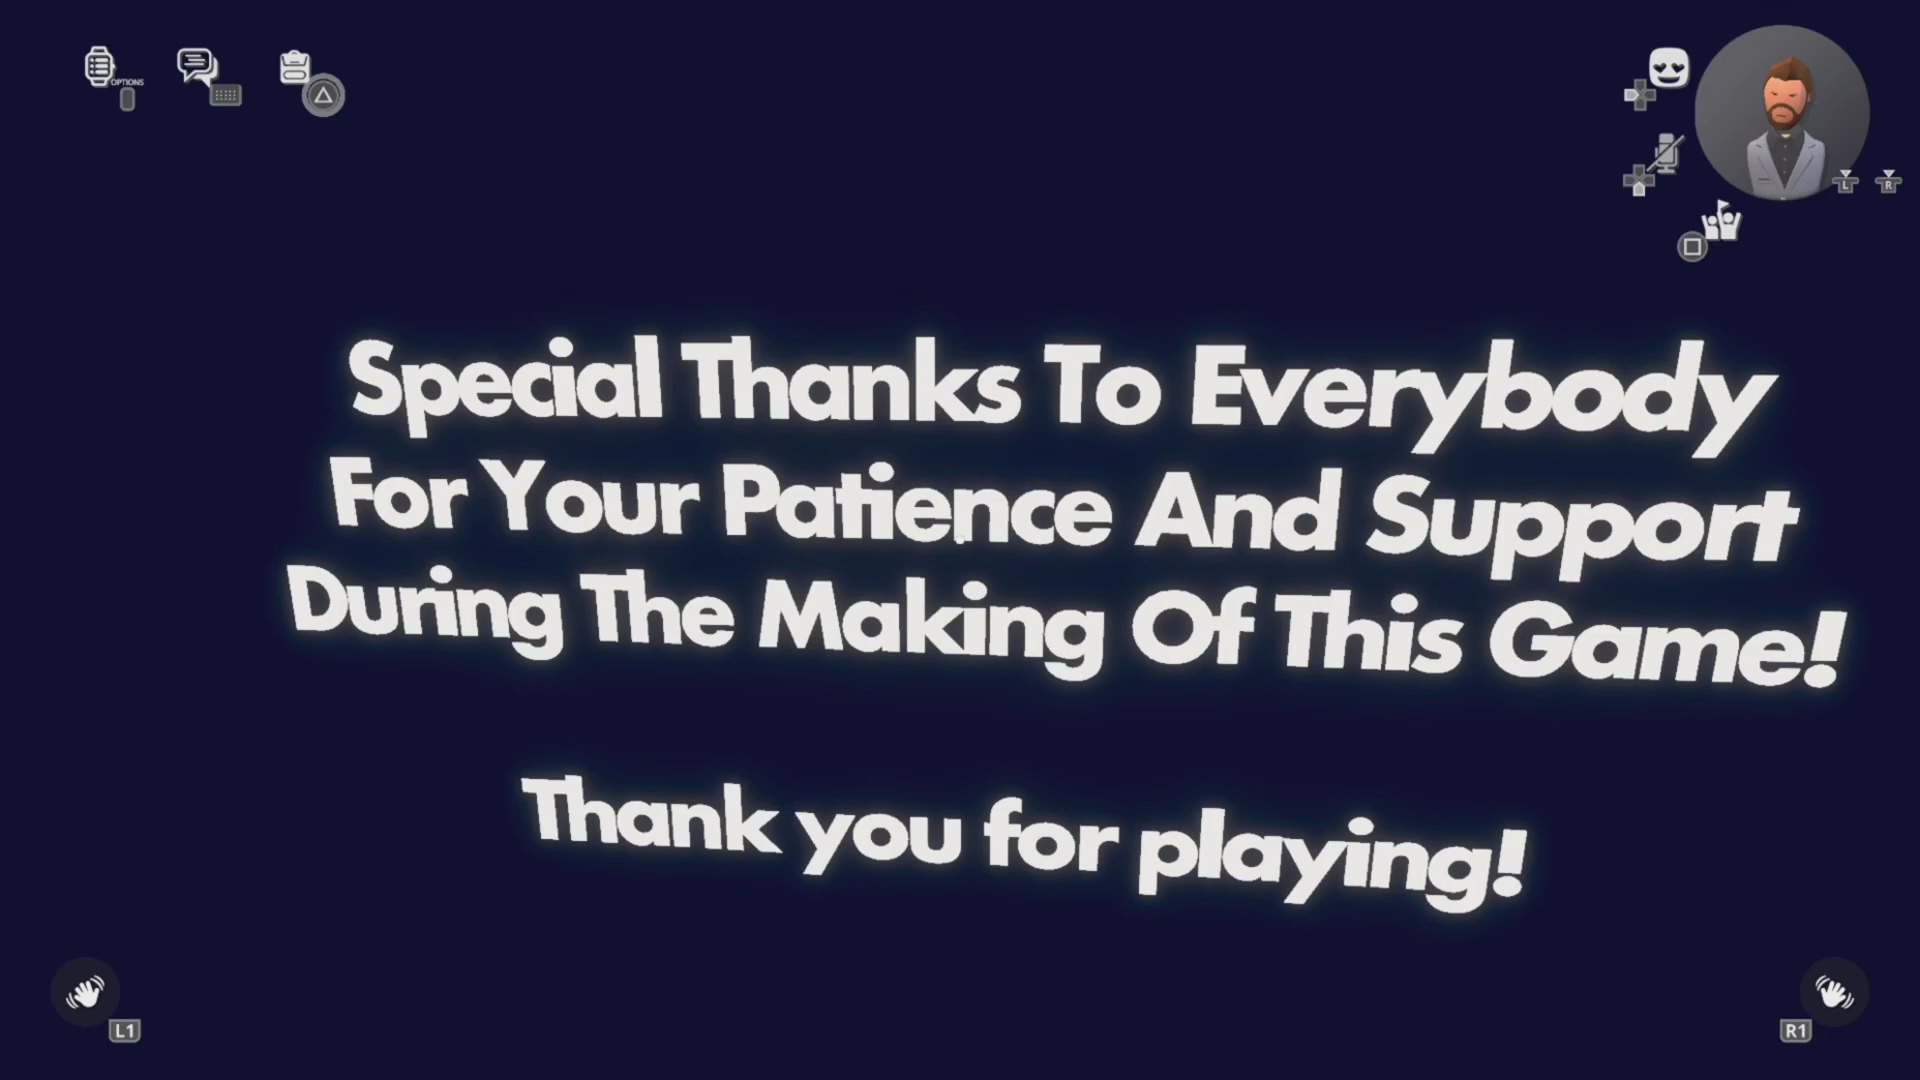 OPTIONS
Special Thanks To Everybody
For Your Patience And Support
During The Making Of This Game!
Thank you for playing!
L R
L1
R1